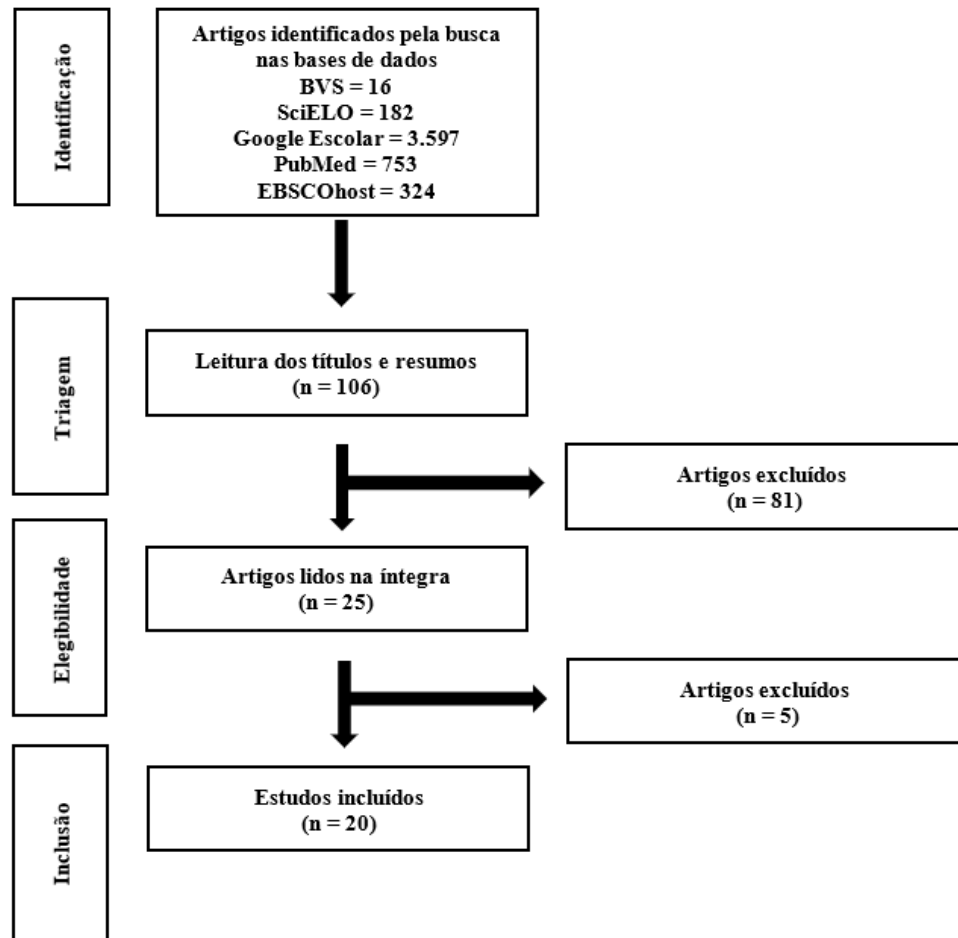 Identificação
Artigos identificados pela busca
nas bases de dados
BVS = 16
SciELO = 182
Google Escolar = 3.597
PubMed = 753
EBSCOhost = 324
Triagem
Leitura dos títulos e resumos
(n = 106)
Artigos excluídos
(n = 81)
Elegibilidade
Artigos lidos na íntegra
(n = 25)
Artigos excluídos
(n = 5)
Inclusão
Estudos incluídos
(n = 20)